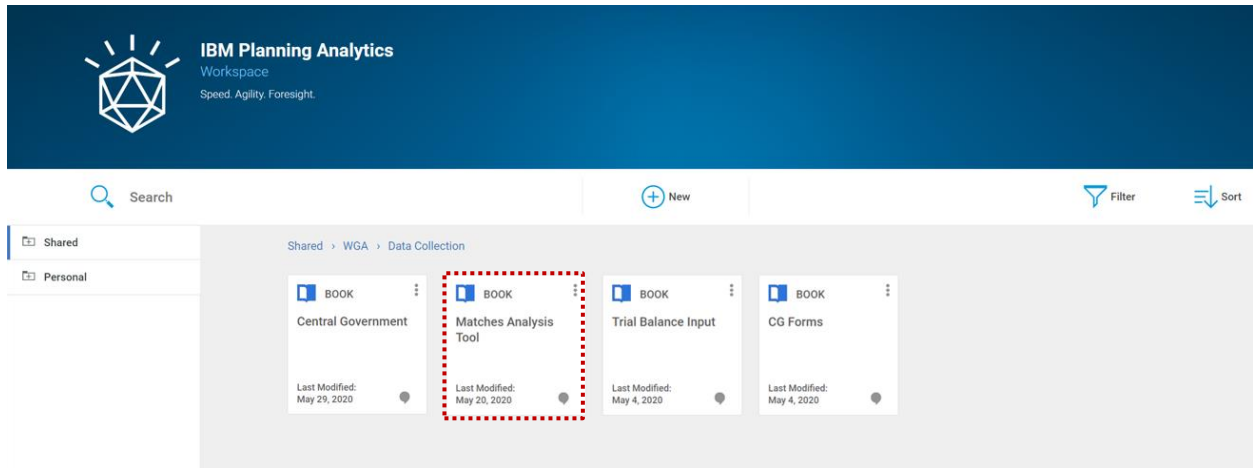 IBM Planning Analytics
Workspace
Speed. Agility. Foresight.
Search
New
Filter
Sort
Shared
Personal
Shared › WGA › Data Collection
BOOK
Central Government
Last Modified:
May 29, 2020
BOOK
Matches Analysis
Tool
Last Modified:
May 20, 2020
BOOK
Trial Balance Input
Last Modified:
May 4, 2020
BOOK
CG Forms
Last Modified:
May 4, 2020